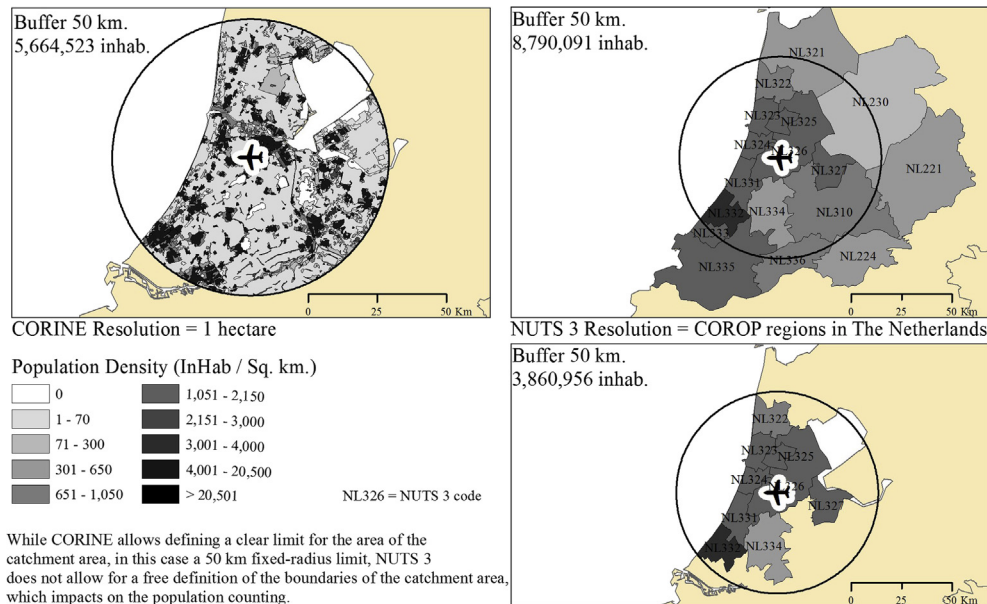 Buffer 50 km.
5,664,523 inhab.
0 25 50 Km
CORINE Resolution = 1 hectare
Buffer 50 km.
8,790,091 inhab.
NL321
NL322
NL230
NL323
NL325
NL324
NL326
NL327
NL221
NL331
NL332
NL334
NL310
NL333
NL335
NL336
NL224
0 25 50 Km
NUTS 3 Resolution = COROP regions in The Netherlands
Population Density (InHab / Sq. km.)
0
1 - 70
71 - 300
301 - 650
651 - 1,050
1,051 - 2,150
2,151 - 3,000
3,001 - 4,000
4,001 - 20,500
> 20,501
NL326 = NUTS 3 code
While CORINE allows defining a clear limit for the area of the
catchment area, in this case a 50 km fixed-radius limit, NUTS 3
does not allow for a free definition of the boundaries of the catchment area,
which impacts on the population counting.
Buffer 50 km.
3,860,956 inhab.
NL322
NL323
NL325
NL324
NL326
NL327
NL331
NL332
NL334
0 25 50 Km